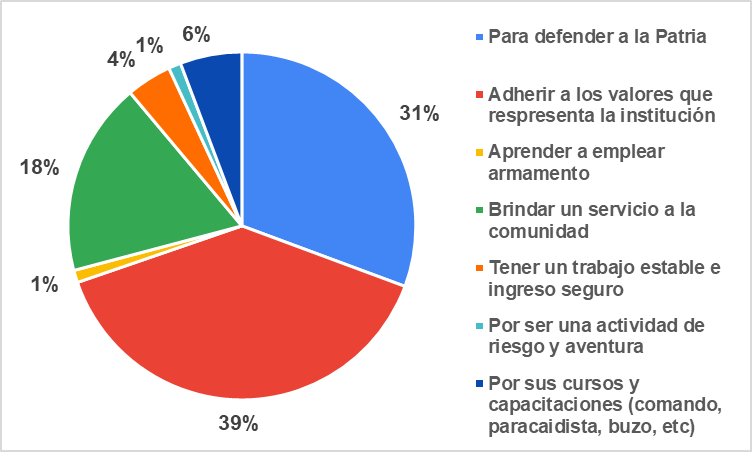 6%
1%
4%
31%
18%
1%
39%
Para defender a la Patria
Adherir a los valores que
respresenta la institución
Aprender a emplear
armamento
Brindar un servicio a la
comunidad
Tener un trabajo estable e
ingreso seguro
Por ser una actividad de
riesgo y aventura
Por sus cursos y
capacitaciones (comando,
paracaidista, buzo, etc)